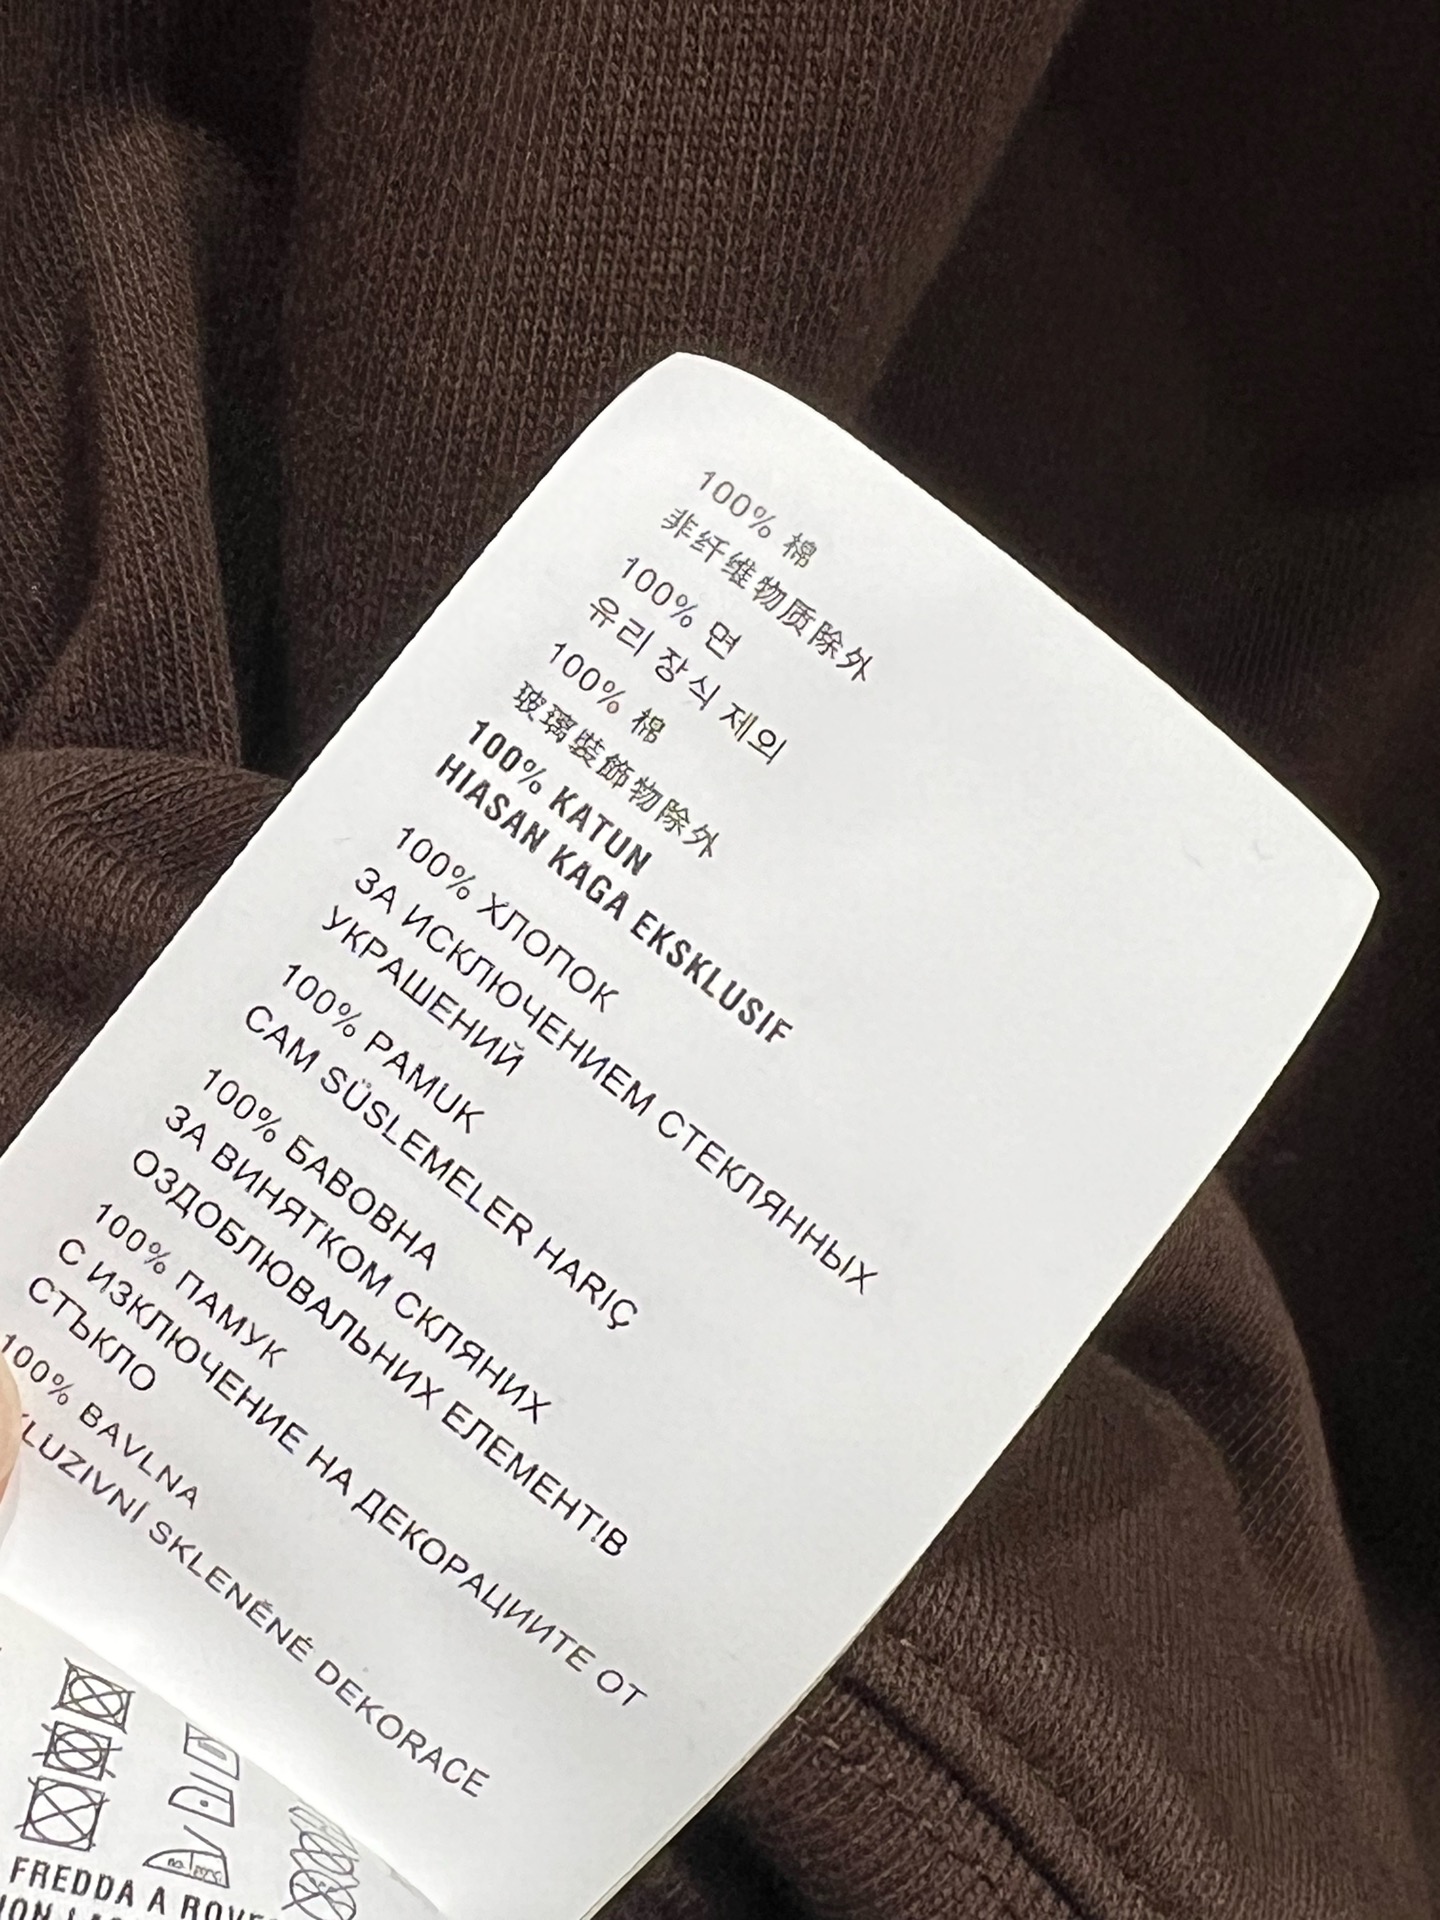 100% 棉
非纤维物质除外
100% 면
유리 장식 제외
100% 棉
玻璃裝飾物除外
100% KATUN
HIASAN KAGA EKSKLUSIF
100% ХЛОПОК
ЗА ИСКЛЮЧЕНИЕМ СТЕКЛЯННЫХ
УКРАШЕНИЙ
100% PAMUK
CAM SÜSLEMELER HARIÇ
100% БАВОВНА
ЗА ВИНЯТКОМ СКЛЯНИХ
ОЗДОБЛЮВАЛЬНИХ ЕЛЕМЕНТ!В
100% ПАМУК
С ИЗКЛЮЧЕНИЕ НА ДЕКОРАЦИИТЕ ОТ
СТЪКЛО
100% BAVLNA
KLUZIVNÍ SKLENĚNÉ DEKORACE
FREDDA A